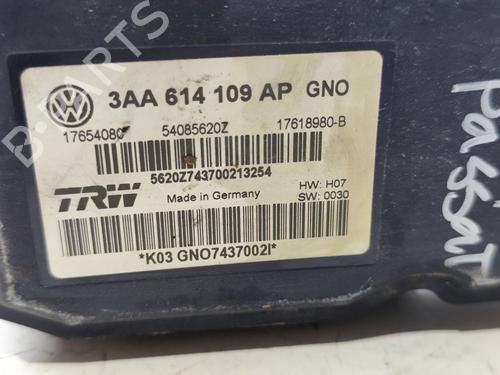 3AA 614 109 AP GNO
17654080 54085620Z 17618980-B
5620Z743700213254
TRW Made in Germany HW: H07
SW: 0030
*K03 GNO7437002I*
Passat